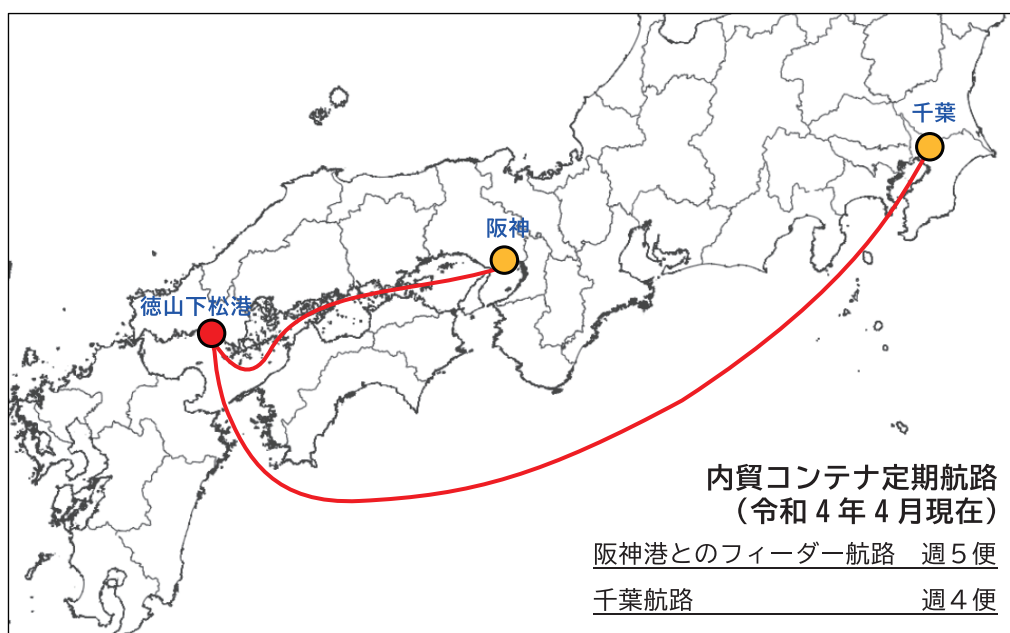 千葉
阪神
徳山下松港
内貿コンテナ定期航路
（令和４年４月現在）
阪神港とのフィーダー航路　週５便
千葉航路　週４便